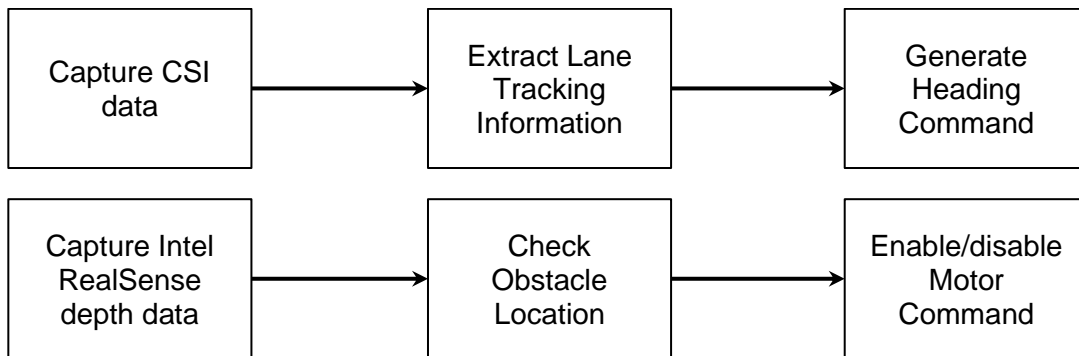 Capture CSI
data
Extract Lane
Tracking
Information
Generate
Heading
Command
Capture Intel
RealSense
depth data
Check
Obstacle
Location
Enable/disable
Motor
Command